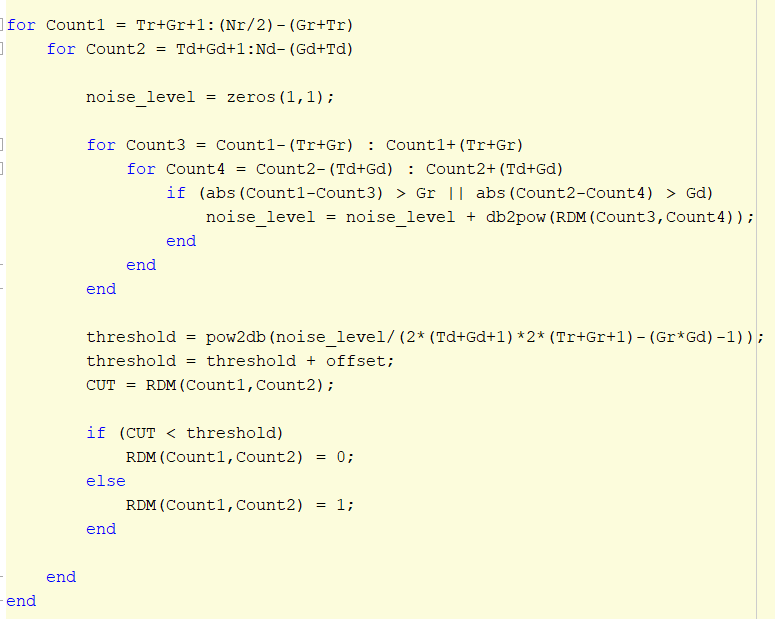 for Count1 = Tr+Gr+1:(Nr/2)-(Gr+Tr)
    for Count2 = Td+Gd+1:Nd-(Gd+Td)
        noise_level = zeros(1,1);
        for Count3 = Count1-(Tr+Gr) : Count1+(Tr+Gr)
            for Count4 = Count2-(Td+Gd) : Count2+(Td+Gd)
                if (abs(Count1-Count3) > Gr || abs(Count2-Count4) > Gd)
                    noise_level = noise_level + db2pow(RDM(Count3,Count4));
                end
            end
        end
        threshold = pow2db(noise_level/(2*(Td+Gd+1)*2*(Tr+Gr+1)-(Gr*Gd)-1));
        threshold = threshold + offset;
        CUT = RDM(Count1,Count2);
        if (CUT < threshold)
            RDM(Count1,Count2) = 0;
        else
            RDM(Count1,Count2) = 1;
        end
    end
end